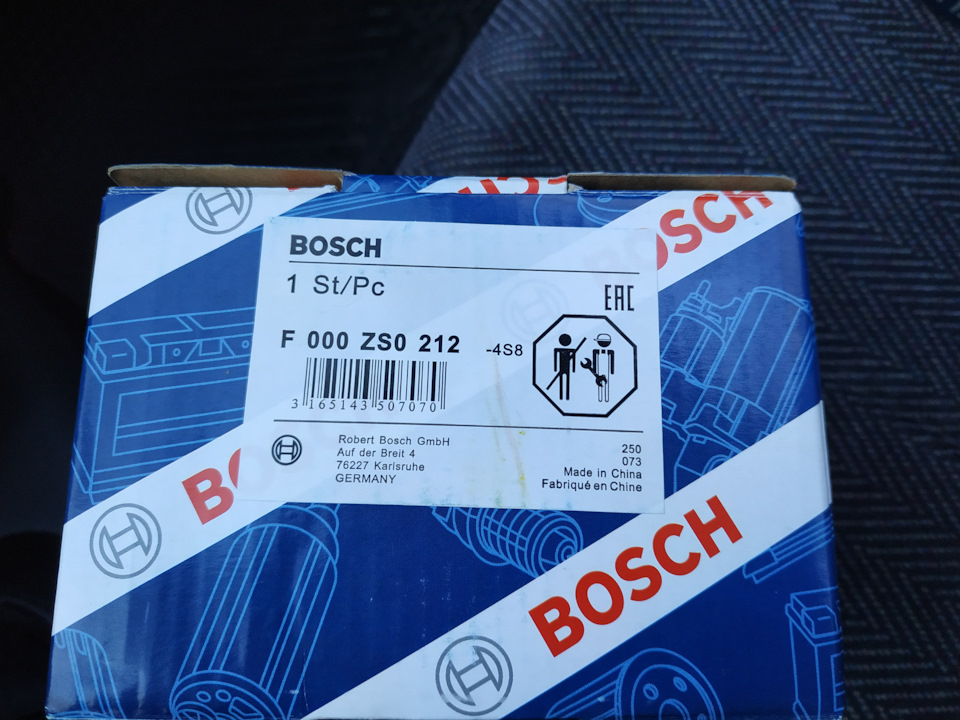 BOSCH
BOSCH
1 St/Pc
EAC
F 000 ZS0 212
-4S8
3 165143 507070
Robert Bosch GmbH
Auf der Breit 4
76227 Karlsruhe
GERMANY
250
073
Made in China
Fabriqué en Chine
BOSCH